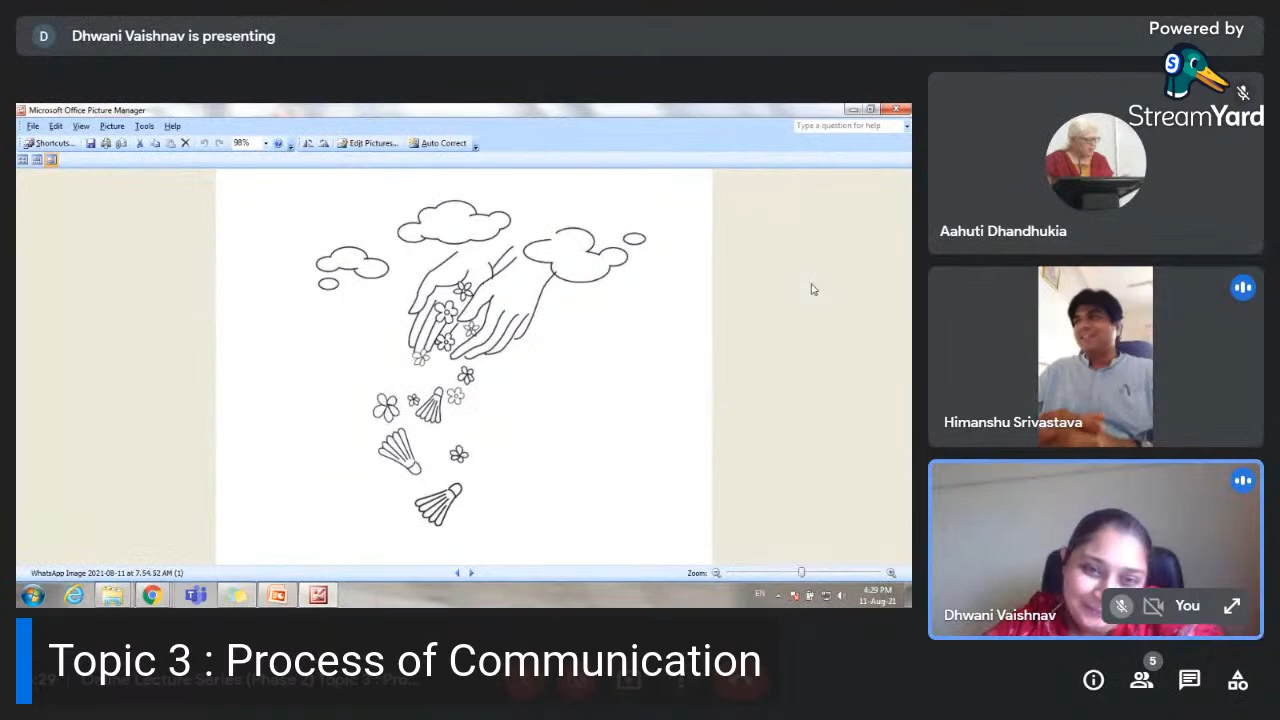 D Dhwani Vaishnav is presenting
Powered by
StreamYard
Microsoft Office Picture Manager
File Edit View Picture Tools Help
Type a question for help
Shortcuts... 98% Edit Pictures... Auto Correct
Aahuti Dhandhukia
Himanshu Srivastava
Dhwani Vaishnav
You
WhatsApp Image 2021-08-11 at 7.54.52 AM (1)
Zoom:
EN
4:29 PM
11-Aug-21
Topic 3 : Process of Communication
5